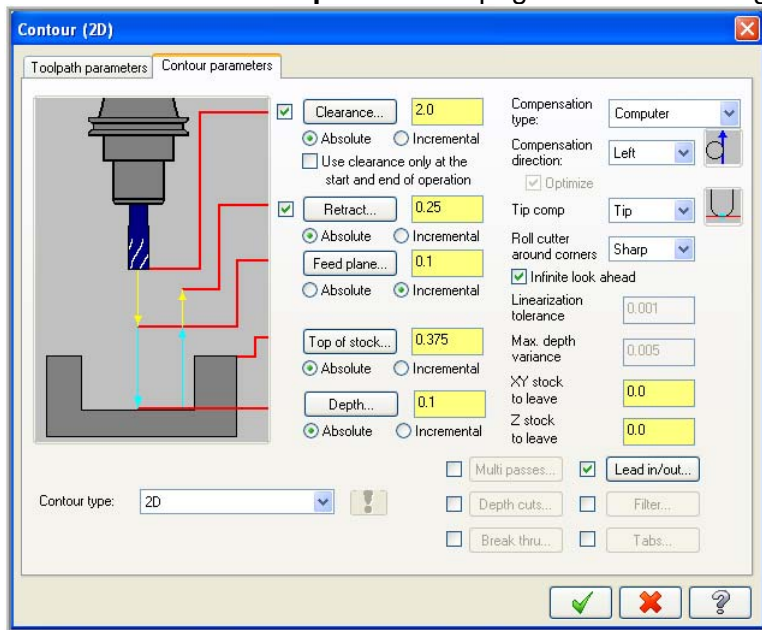 Contour (2D)
Toolpath parameters Contour parameters
Clearance... 2.0
Absolute Incremental
Use clearance only at the
start and end of operation
Retract... 0.25
Absolute Incremental
Feed plane... 0.1
Absolute Incremental
Top of stock... 0.375
Absolute Incremental
Depth... 0.1
Absolute Incremental
Compensation
type: Computer
Compensation
direction: Left
Optimize
Tip comp Tip
Roll cutter
around corners Sharp
Infinite look ahead
Linearization
tolerance 0.001
Max. depth
variance 0.005
XY stock
to leave 0.0
Z stock
to leave 0.0
Contour type: 2D
Multi passes... Lead in/out...
Depth cuts... Filter...
Break thru... Tabs...